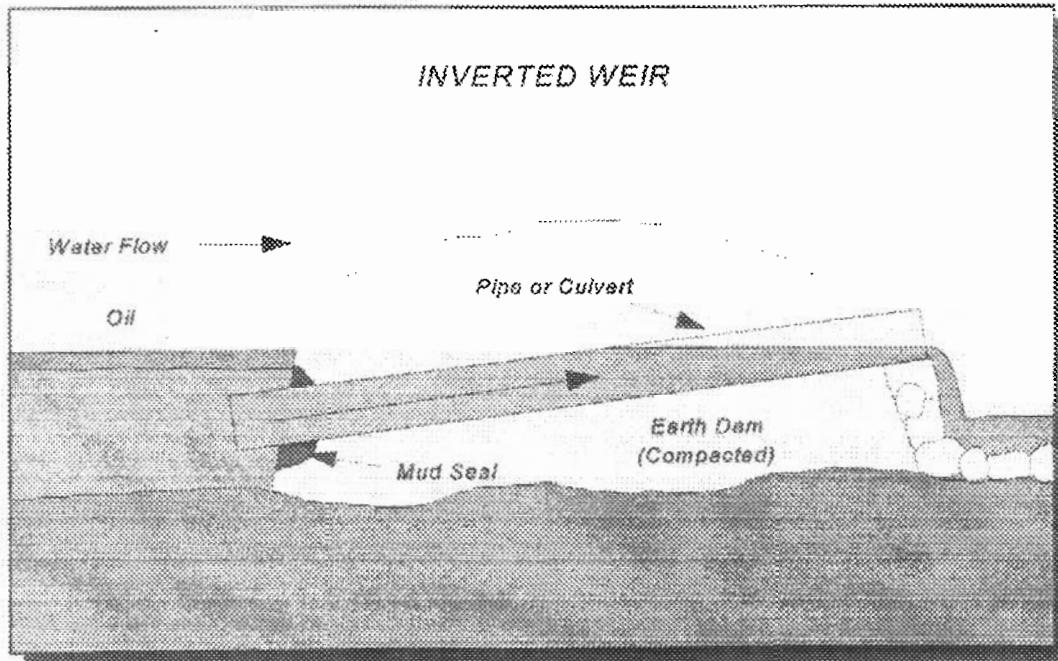 INVERTED WEIR
Water Flow
Pipe or Culvert
Oil
Earth Dam
(Compacted)
Mud Seal